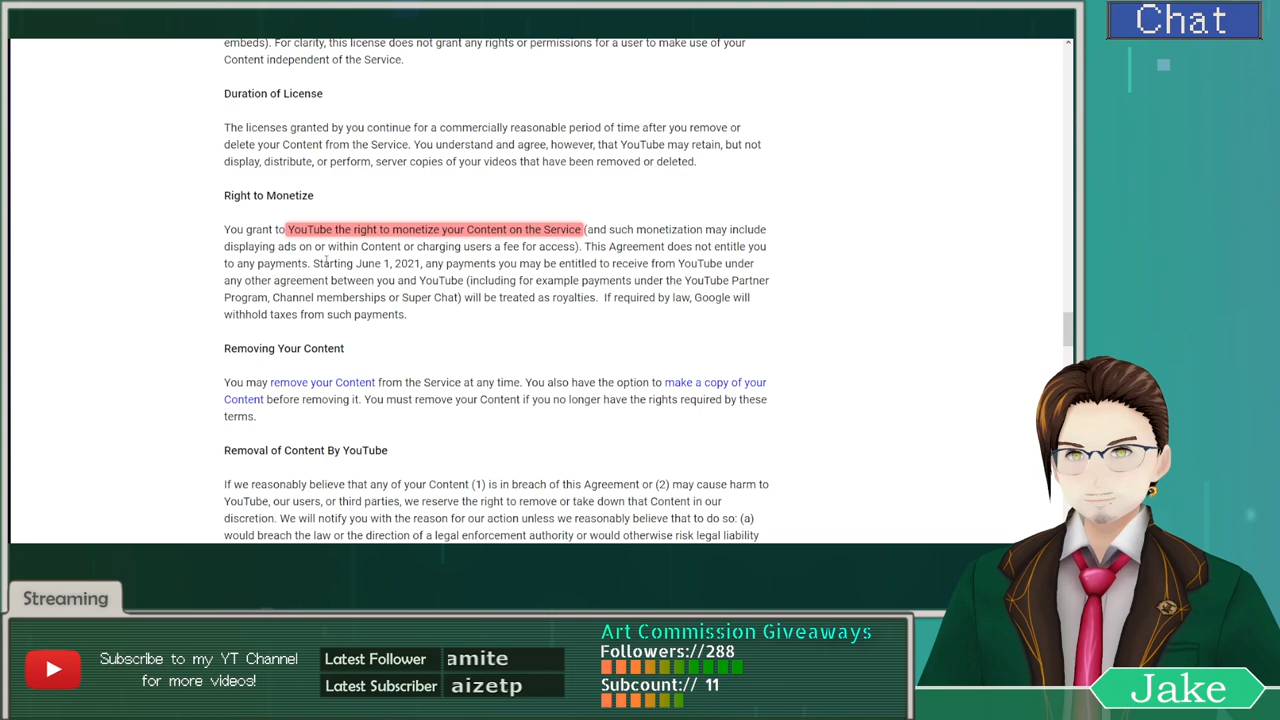 Chat
embeds). For clarity, this license does not grant any rights or permissions for a user to make use of your
Content independent of the Service.
Duration of License
The licenses granted by you continue for a commercially reasonable period of time after you remove or
delete your Content from the Service. You understand and agree, however, that YouTube may retain, but not
display, distribute, or perform, server copies of your videos that have been removed or deleted.
Right to Monetize
You grant to YouTube the right to monetize your Content on the Service (and such monetization may include
displaying ads on or within Content or charging users a fee for access). This Agreement does not entitle you
to any payments. Starting June 1, 2021, any payments you may be entitled to receive from YouTube under
any other agreement between you and YouTube (including for example payments under the YouTube Partner
Program, Channel memberships or Super Chat) will be treated as royalties. If required by law, Google will
withhold taxes from such payments.
Removing Your Content
You may remove your Content from the Service at any time. You also have the option to make a copy of your
Content before removing it. You must remove your Content if you no longer have the rights required by these
terms.
Removal of Content By YouTube
If we reasonably believe that any of your Content (1) is in breach of this Agreement or (2) may cause harm to
YouTube, our users, or third parties, we reserve the right to remove or take down that Content in our
discretion. We will notify you with the reason for our action unless we reasonably believe that to do so: (a)
would breach the law or the direction of a legal enforcement authority or would otherwise risk legal liability
Streaming
Subscribe to my YT Channel
for more videos!
Latest Follower amite
Latest Subscriber aizetp
Art Commission Giveaways
Followers://288
Subcount:// 11
Jake